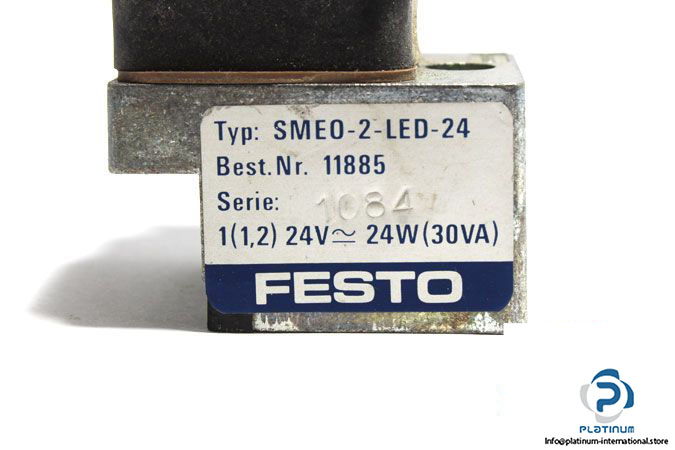 Typ: SMEO-2-LED-24
Best.Nr. 11885
Serie: 1084
1(1,2) 24V ≂ 24W(30VA)
FESTO
P
PLATINUM
info@platinum-international.store